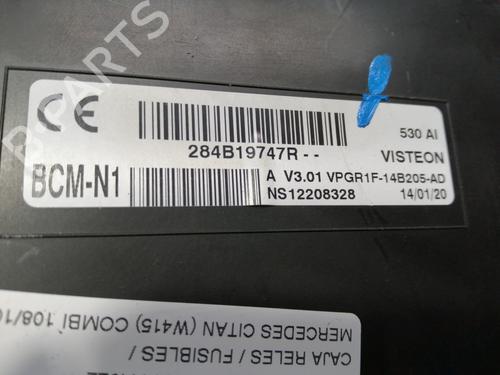 B-PARTS
CE
530 AI
284B19747R--
VISTEON
BCM-N1
A V3.01 VPGR1F-14B205-AD
NS12208328
14/01/20
MERCEDES CITAN (W415) COMBI 108/10
CAJA RELES / FUSIBLES /